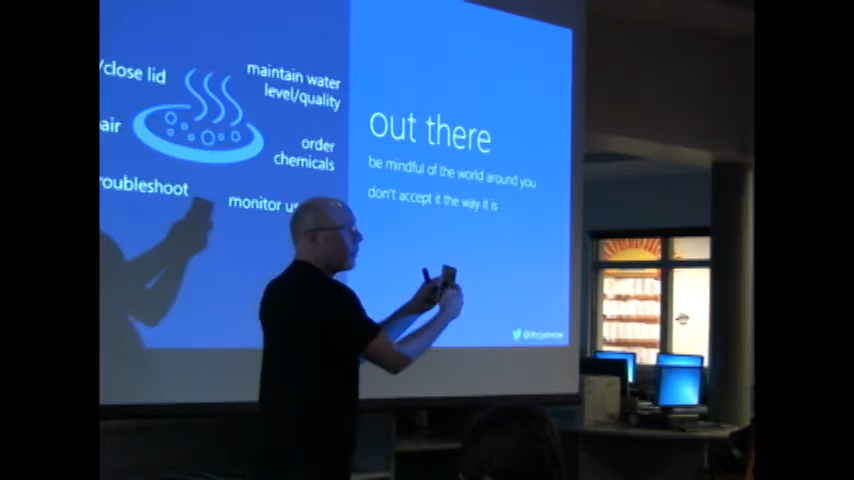 /close lid
maintain water
level/quality
air
order
chemicals
roubleshoot
monitor us
out there
be mindful of the world around you
don't accept it the way it is